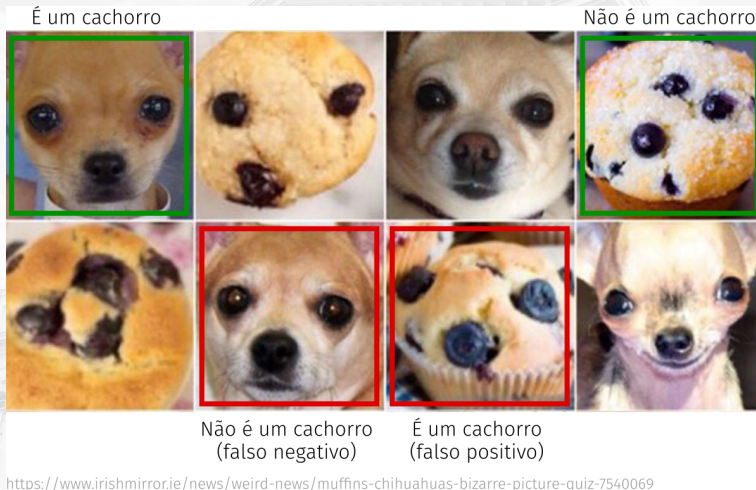 É um cachorro
Não é um cachorro
Não é um cachorro
(falso negativo)
É um cachorro
(falso positivo)
https://www.irishmirror.ie/news/weird-news/muffins-chihuahuas-bizarre-picture-quiz-7540069